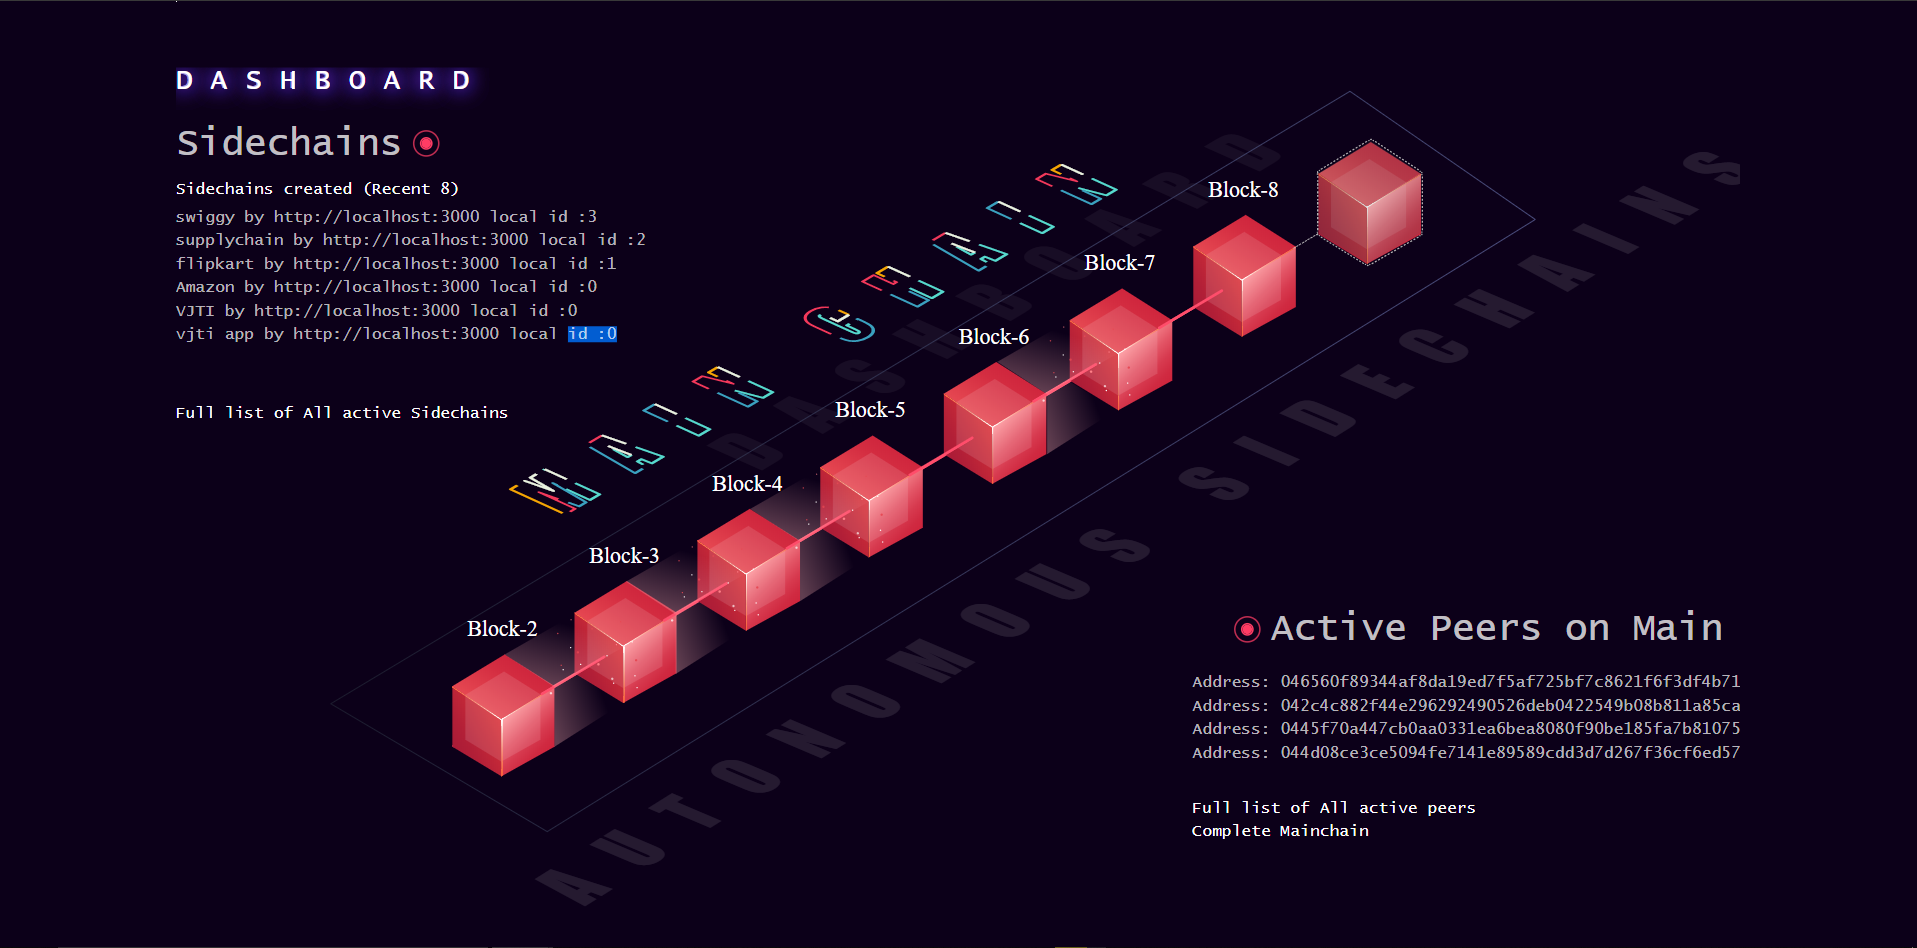 DASHBOARD
Sidechains
Sidechains created (Recent 8)
swiggy by http://localhost:3000 local id :3
supplychain by http://localhost:3000 local id :2
flipkart by http://localhost:3000 local id :1
Amazon by http://localhost:3000 local id :0
VJTI by http://localhost:3000 local id :0
vjti app by http://localhost:3000 local id :0
Full list of All active Sidechains
MAIN CHAIN
DASHBOARD
Block-8
Block-7
Block-6
Block-5
Block-4
Block-3
Block-2
AUTONOMOUS SIDECHAINS
Active Peers on Main
Address: 046560f89344af8da19ed7f5af725bf7c8621f6f3df4b71
Address: 042c4c882f44e296292490526deb0422549b08b811a85ca
Address: 0445f70a447cb0aa0331ea6bea8080f90be185fa7b81075
Address: 044d08ce3ce5094fe7141e89589cdd3d7d267f36cf6ed57
Full list of All active peers
Complete Mainchain